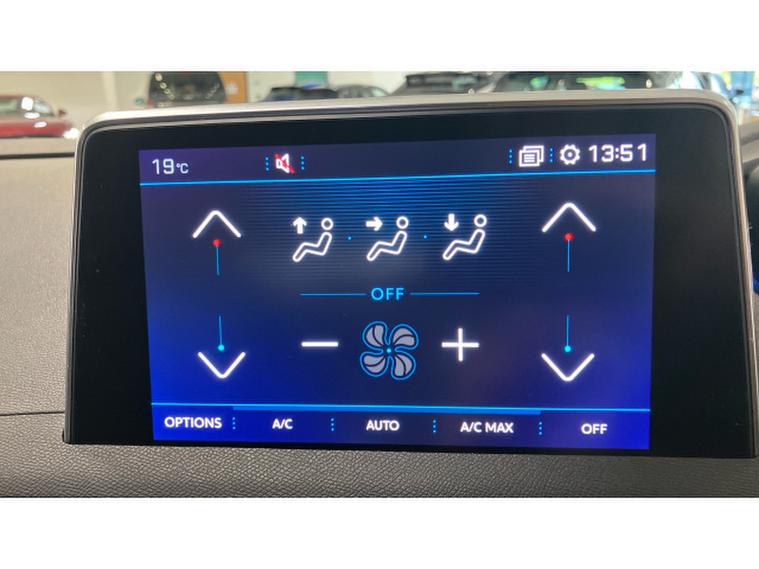 19°C 13:51
OFF
OPTIONS A/C AUTO A/C MAX OFF